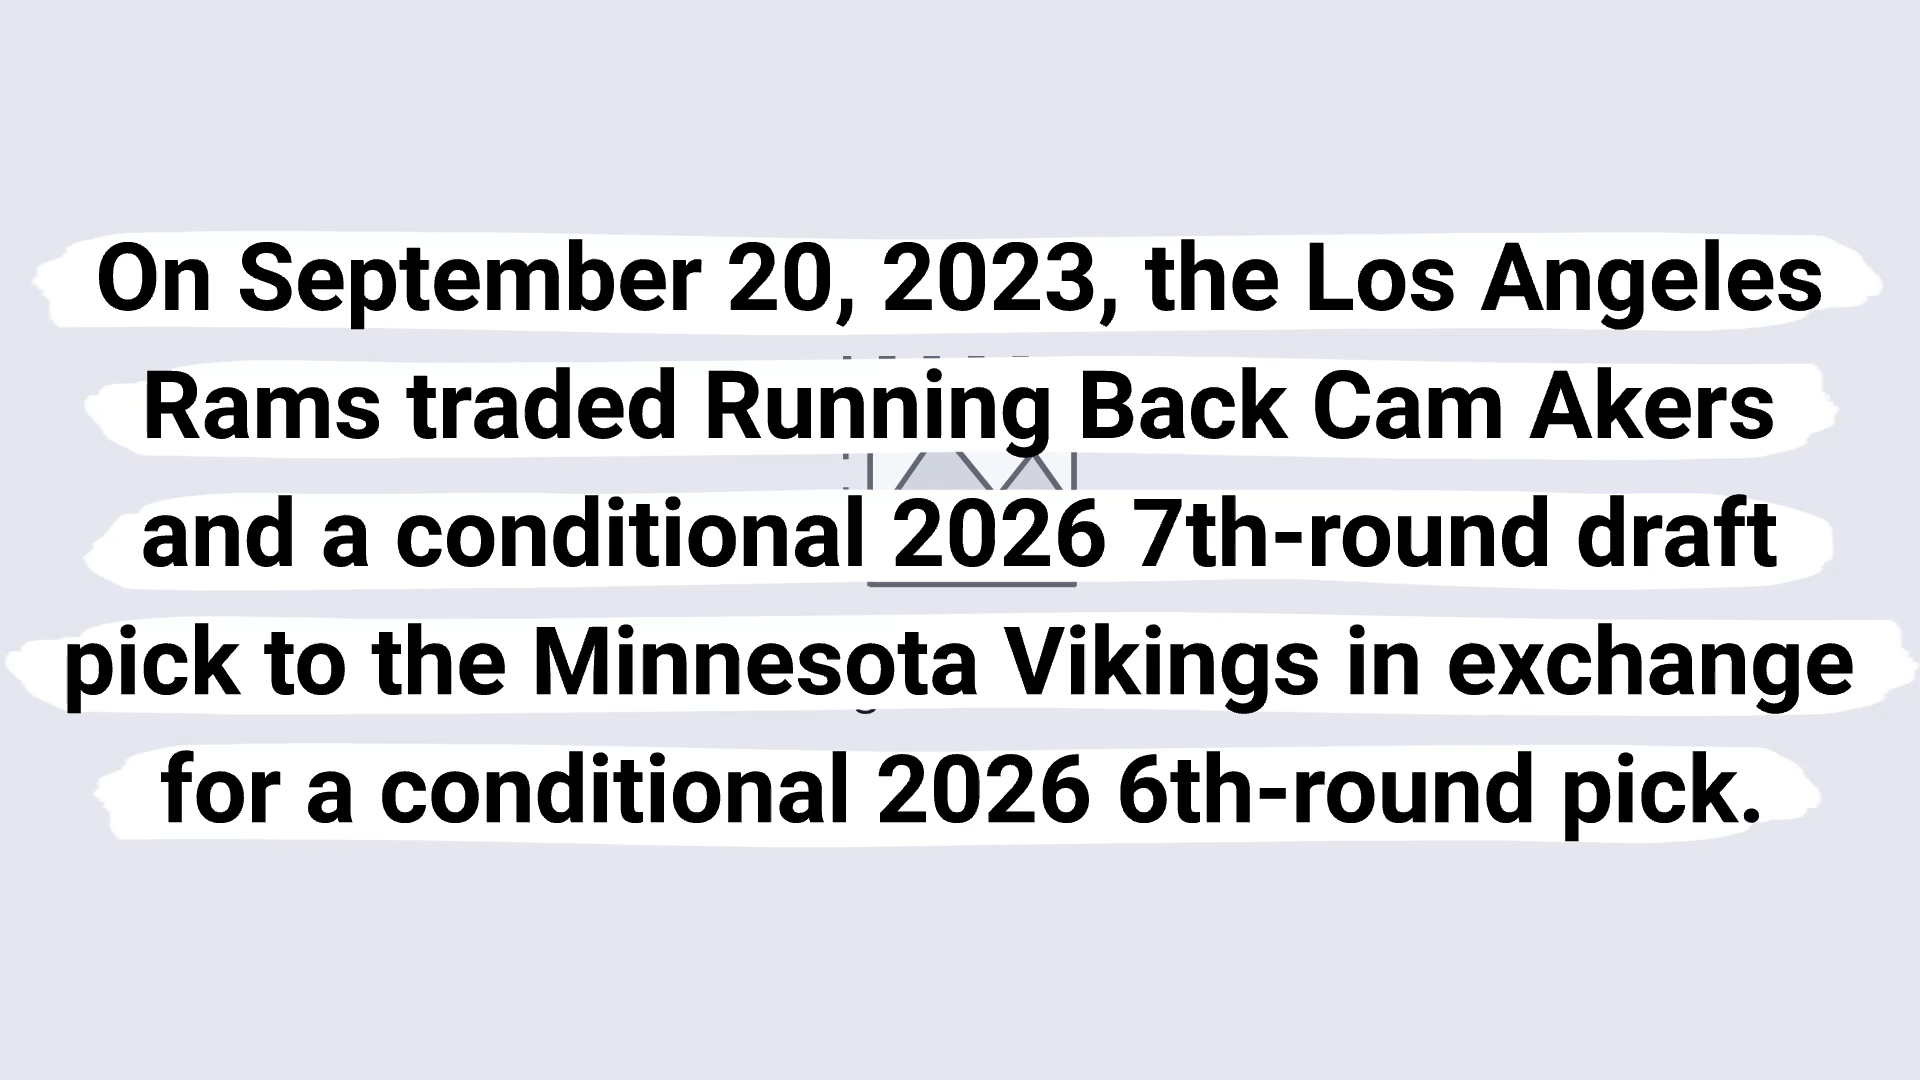 On September 20, 2023, the Los Angeles
Rams traded Running Back Cam Akers
and a conditional 2026 7th-round draft
pick to the Minnesota Vikings in exchange
for a conditional 2026 6th-round pick.